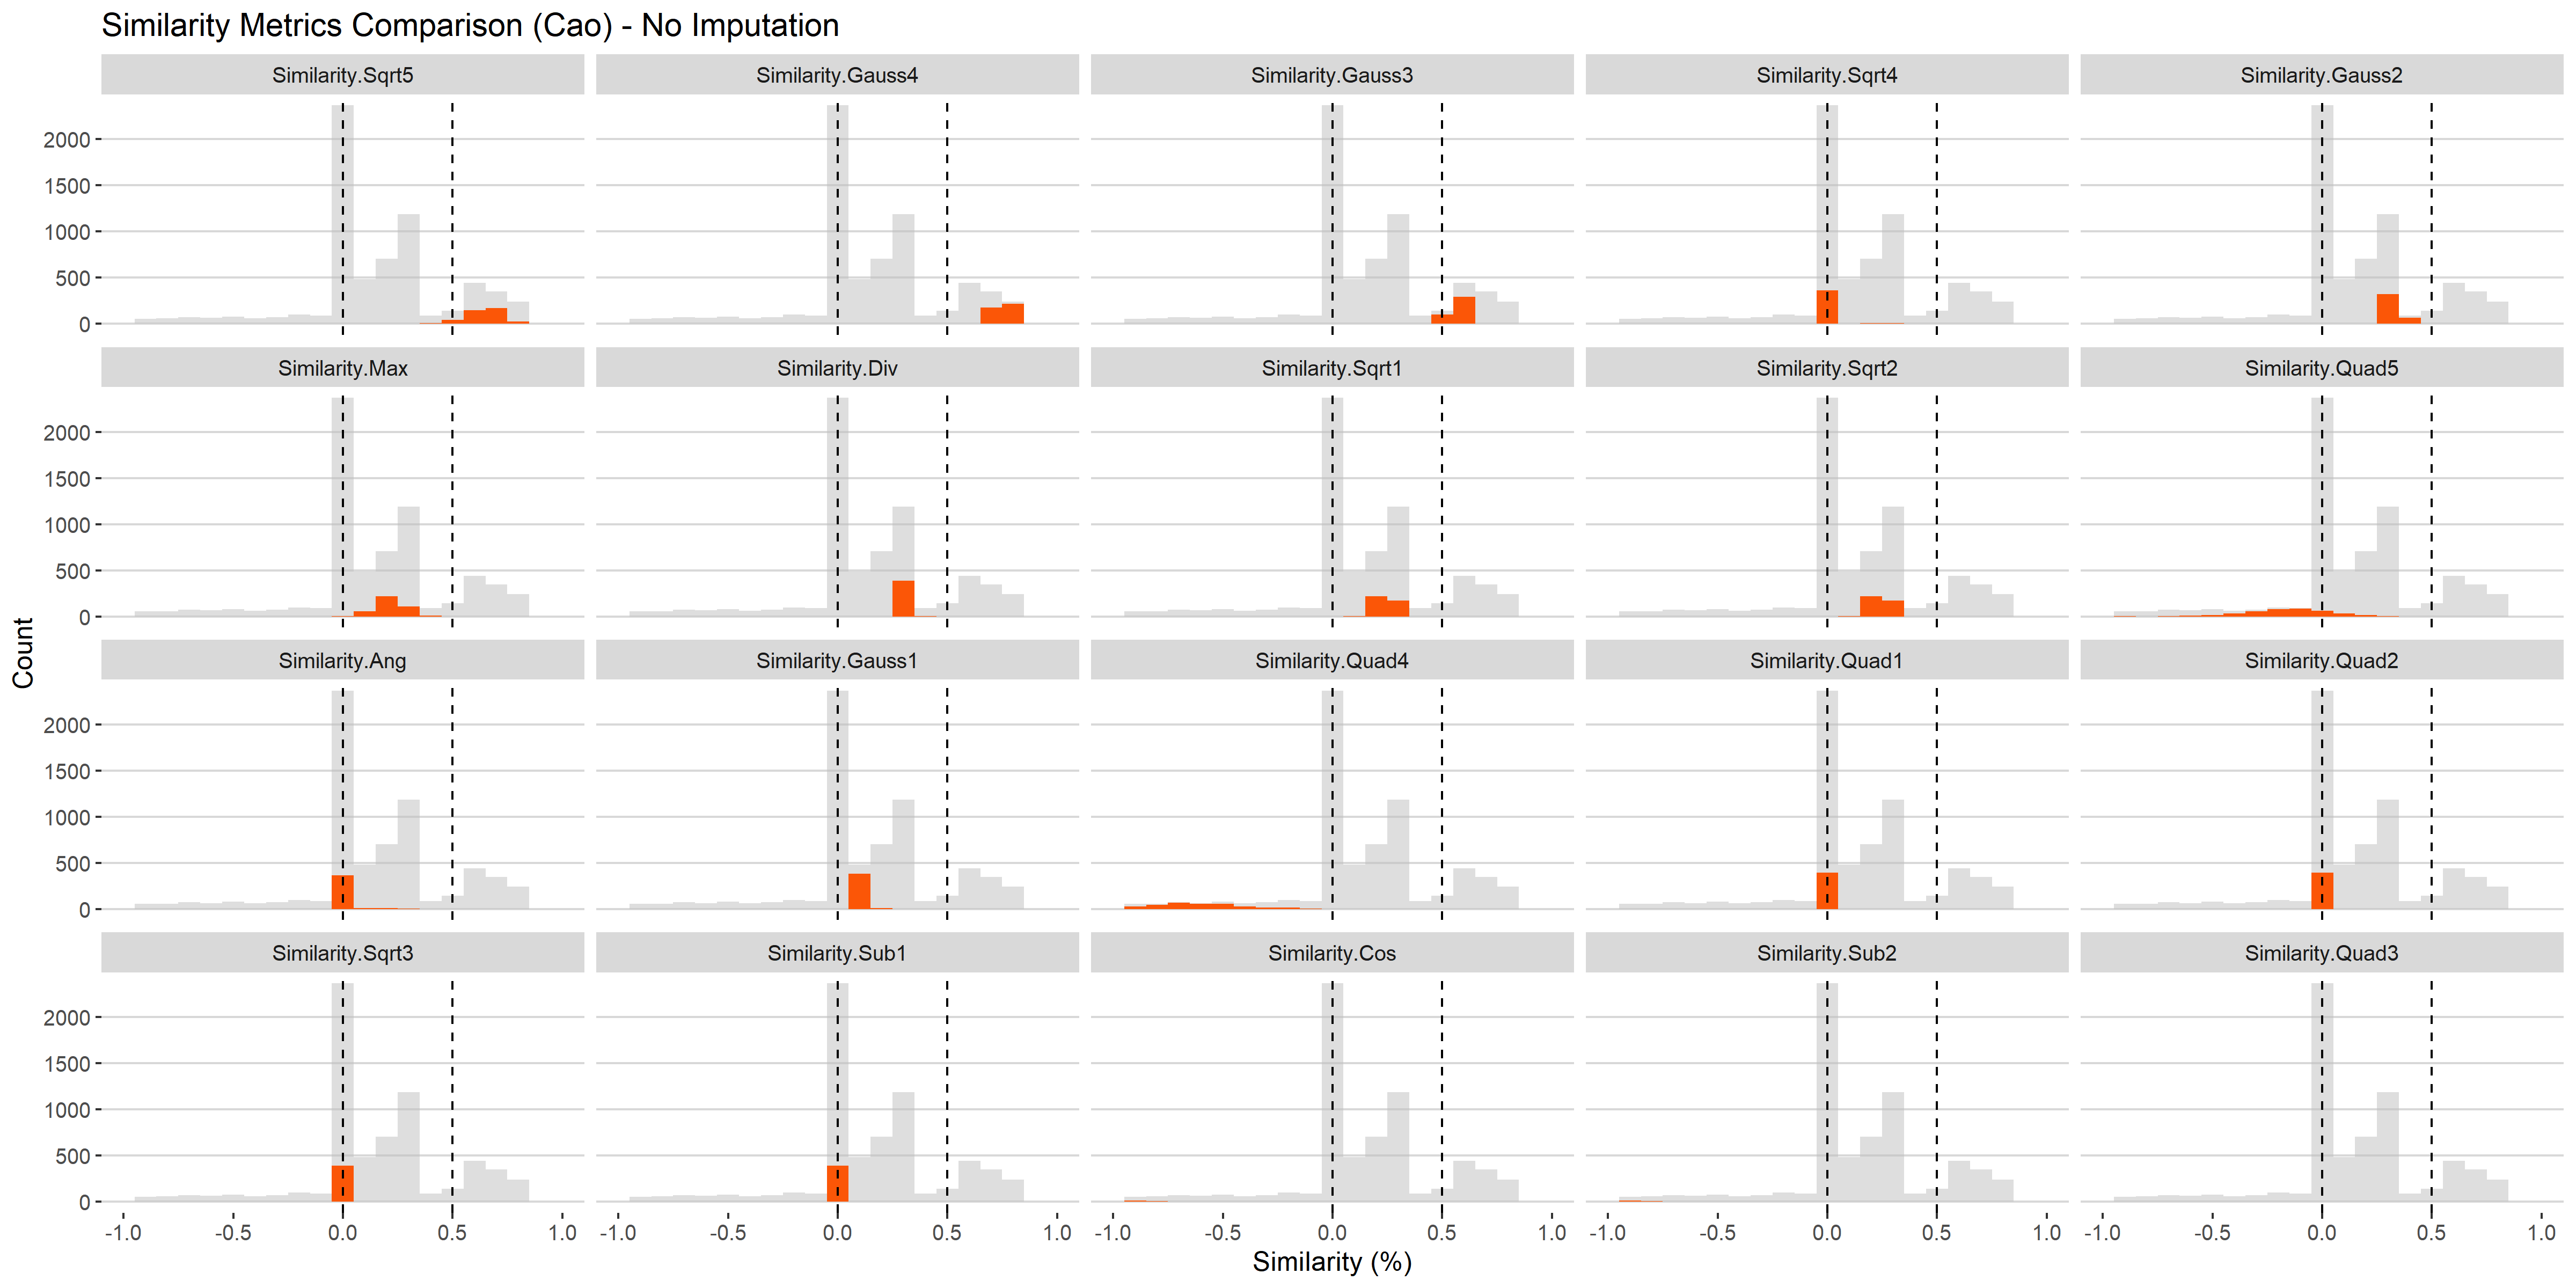 Similarity Metrics Comparison (Cao) - No Imputation
Similarity.Sqrt5 Similarity.Gauss4 Similarity.Gauss3 Similarity.Sqrt4 Similarity.Gauss2
2000
1500
1000
500
0
Similarity.Max Similarity.Div Similarity.Sqrt1 Similarity.Sqrt2 Similarity.Quad5
2000
1500
1000
500
0
Count
Similarity.Ang Similarity.Gauss1 Similarity.Quad4 Similarity.Quad1 Similarity.Quad2
2000
1500
1000
500
0
Similarity.Sqrt3 Similarity.Sub1 Similarity.Cos Similarity.Sub2 Similarity.Quad3
2000
1500
1000
500
0
-1.0 -0.5 0.0 0.5 1.0 -1.0 -0.5 0.0 0.5 1.0 -1.0 -0.5 0.0 0.5 1.0 -1.0 -0.5 0.0 0.5 1.0 -1.0 -0.5 0.0 0.5 1.0
Similarity (%)